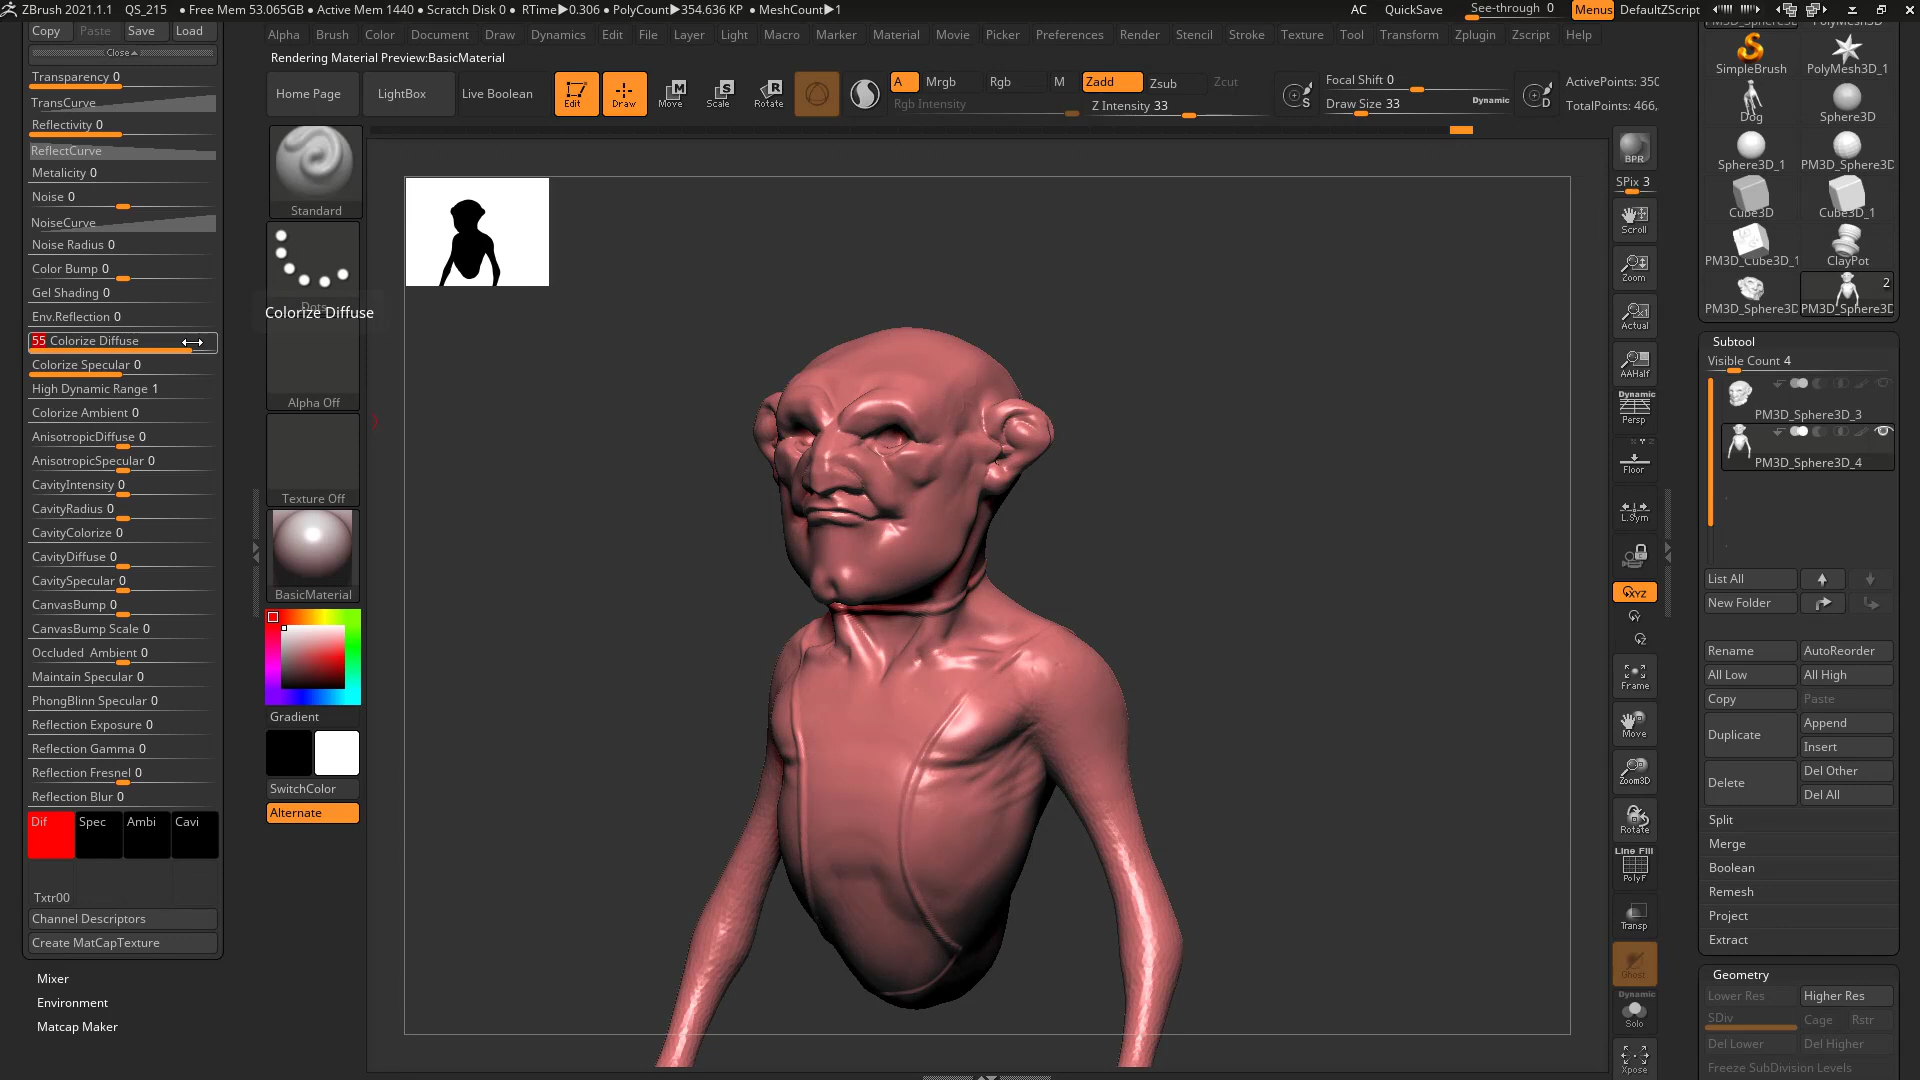 ZBrush 2021.1.1 QS_215 • Free Mem 53.065GB • Active Mem 1440 • Scratch Disk 0 • RTime▶0.306 • PolyCount▶354.636 KP • MeshCount▶1
AC QuickSave See-through 0 Menus DefaultZScript
Copy Paste Save Load
Close
Transparency 0
TransCurve
Reflectivity 0
ReflectCurve
Metalicity 0
Noise 0
NoiseCurve
Noise Radius 0
Color Bump 0
Gel Shading 0
Env.Reflection 0
55 Colorize Diffuse
Colorize Specular 0
High Dynamic Range 1
Colorize Ambient 0
AnisotropicDiffuse 0
AnisotropicSpecular 0
CavityIntensity 0
CavityRadius 0
CavityColorize 0
CavityDiffuse 0
CavitySpecular 0
CanvasBump 0
CanvasBump Scale 0
Occluded Ambient 0
Maintain Specular 0
PhongBlinn Specular 0
Reflection Exposure 0
Reflection Gamma 0
Reflection Fresnel 0
Reflection Blur 0
Dif Spec Ambi Cavi
Txtr00
Channel Descriptors
Create MatCapTexture
Mixer
Environment
Matcap Maker
Alpha Brush Color Document Draw Dynamics Edit File Layer Light Macro Marker Material Movie Picker Preferences Render Stencil Stroke Texture Tool Transform Zplugin Zscript Help
Rendering Material Preview:BasicMaterial
Home Page LightBox Live Boolean Edit Draw Move Scale Rotate
A Mrgb Rgb M Zadd Zsub Zcut
Rgb Intensity Z Intensity 33
Focal Shift 0
Draw Size 33 Dynamic
S D
ActivePoints: 350
TotalPoints: 466,
Standard
Dots
Colorize Diffuse
Alpha Off
Texture Off
BasicMaterial
Gradient
SwitchColor
Alternate
BPR
SPix 3
Scroll
Zoom
Actual
AAHalf
Dynamic
Persp
Floor
L.Sym
XYZ
Y
Z
Frame
Move
Zoom3D
Rotate
Line Fill
PolyF
Transp
Ghost
Dynamic
Solo
Xpose
SimpleBrush PolyMesh3D_1
Dog Sphere3D
Sphere3D_1 PM3D_Sphere3D
Cube3D Cube3D_1
PM3D_Cube3D_1 ClayPot
2
PM3D_Sphere3D PM3D_Sphere3D
Subtool
Visible Count 4
PM3D_Sphere3D_3
PM3D_Sphere3D_4
List All
New Folder
Rename AutoReorder
All Low All High
Copy Paste
Duplicate Append
Insert
Delete Del Other
Del All
Split
Merge
Boolean
Remesh
Project
Extract
Geometry
Lower Res Higher Res
SDiv Cage Rstr
Del Lower Del Higher
Freeze SubDivision Levels